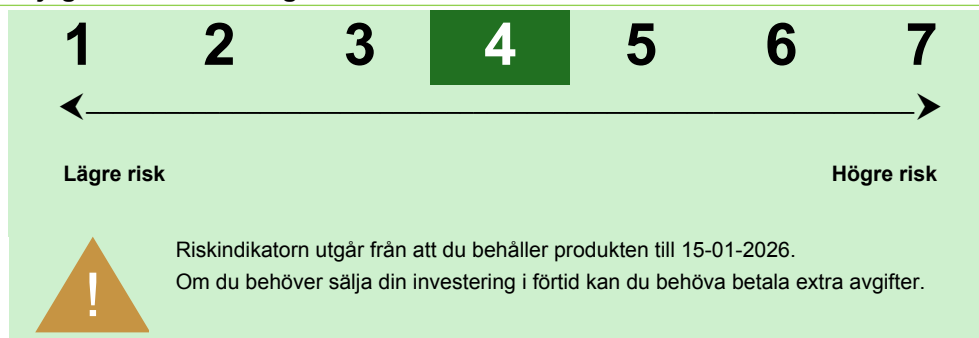 1 2 3 4 5 6 7
Lägre risk Högre risk
! Riskindikatorn utgår från att du behåller produkten till 15-01-2026.
Om du behöver sälja din investering i förtid kan du behöva betala extra avgifter.